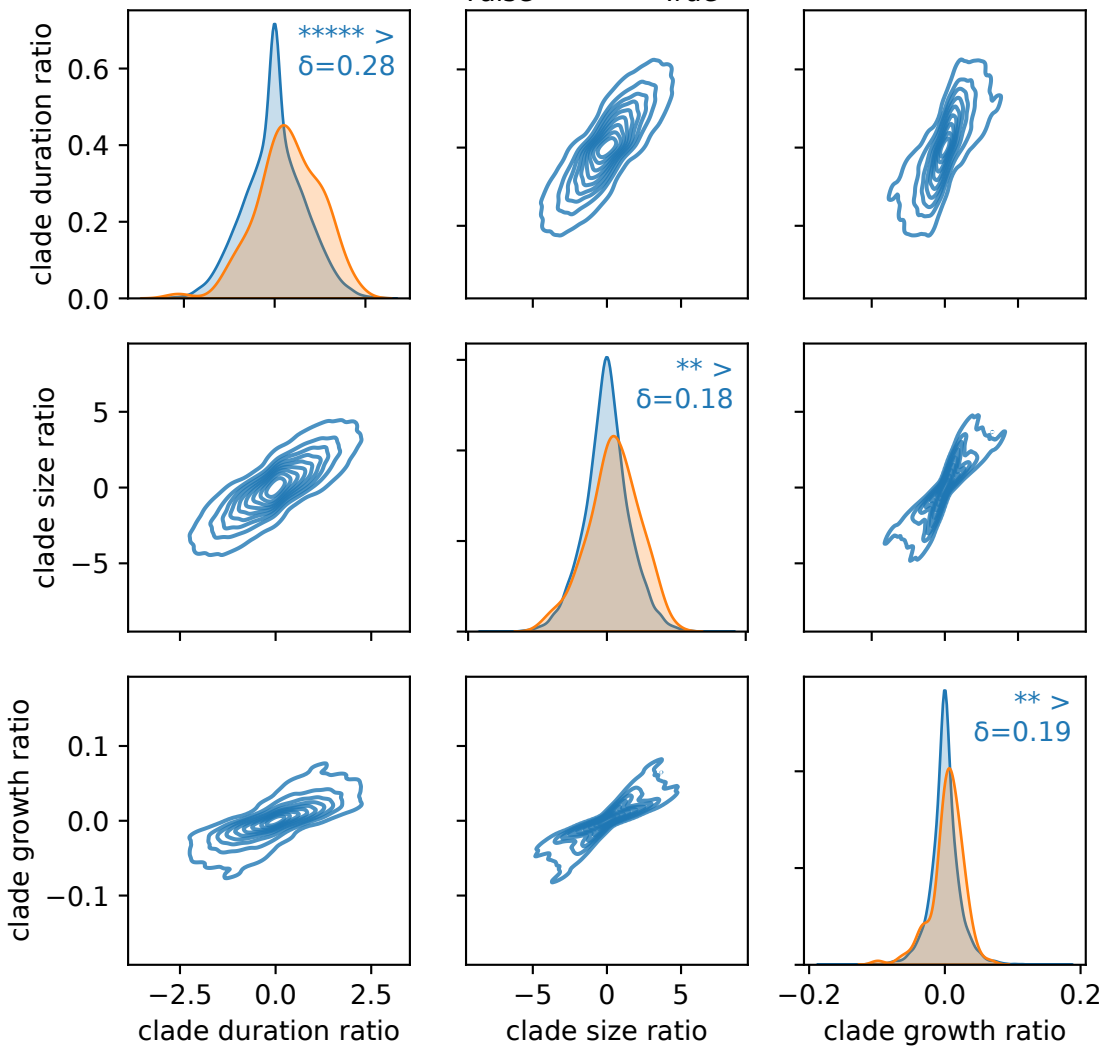 ***** >
δ=0.28
clade duration ratio
0.6
0.4
0.2
0.0
** >
δ=0.18
clade size ratio
5
0
−5
** >
δ=0.19
clade growth ratio
0.1
0.0
−0.1
−2.5 0.0 2.5 −5 0 5 −0.2 0.0 0.2
clade duration ratio clade size ratio clade growth ratio